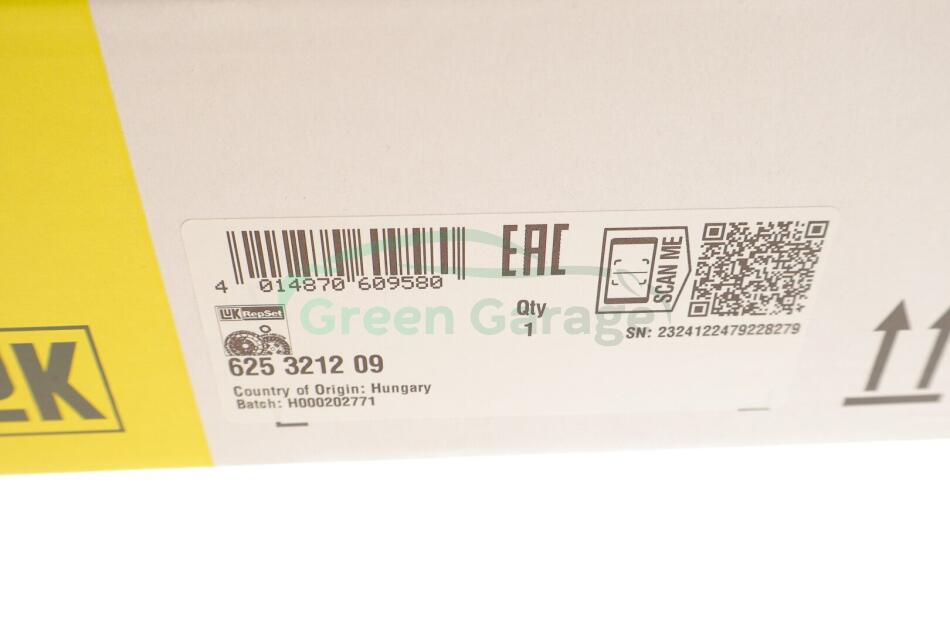 4 014870 609580
EAC
SCAN ME
Qty
1
SN: 2324122479228279
LuK RepSet
625 3212 09
Country of Origin: Hungary
Batch: H000202771
LuK
Green Garage